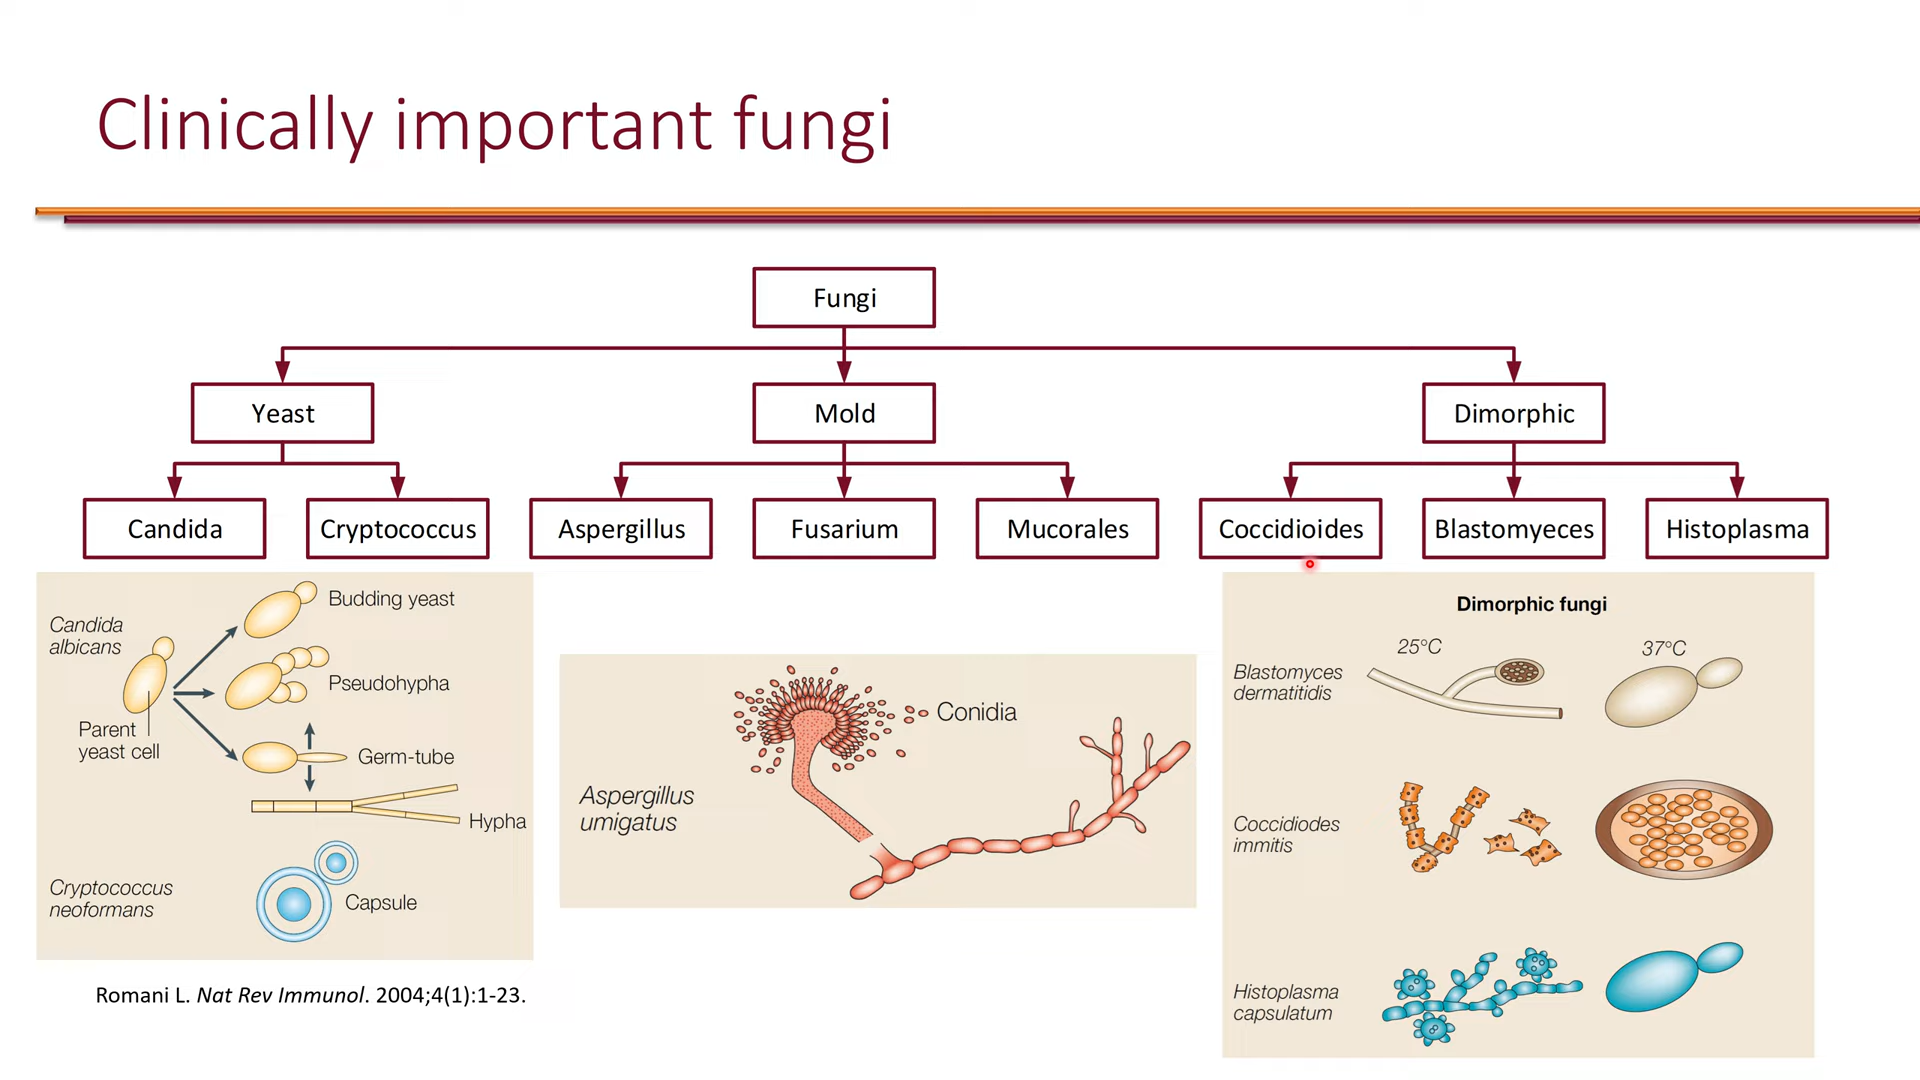 Clinically important fungi
Fungi
Yeast
Mold
Dimorphic
Candida
Cryptococcus
Aspergillus
Fusarium
Mucorales
Coccidioides
Blastomyeces
Histoplasma
Candida
albicans
Parent
yeast cell
Budding yeast
Pseudohypha
Germ-tube
Hypha
Cryptococcus
neoformans
Capsule
Romani L. Nat Rev Immunol. 2004;4(1):1-23.
Aspergillus
umigatus
Conidia
Dimorphic fungi
25°C
37°C
Blastomyces
dermatitidis
Coccidiodes
immitis
Histoplasma
capsulatum